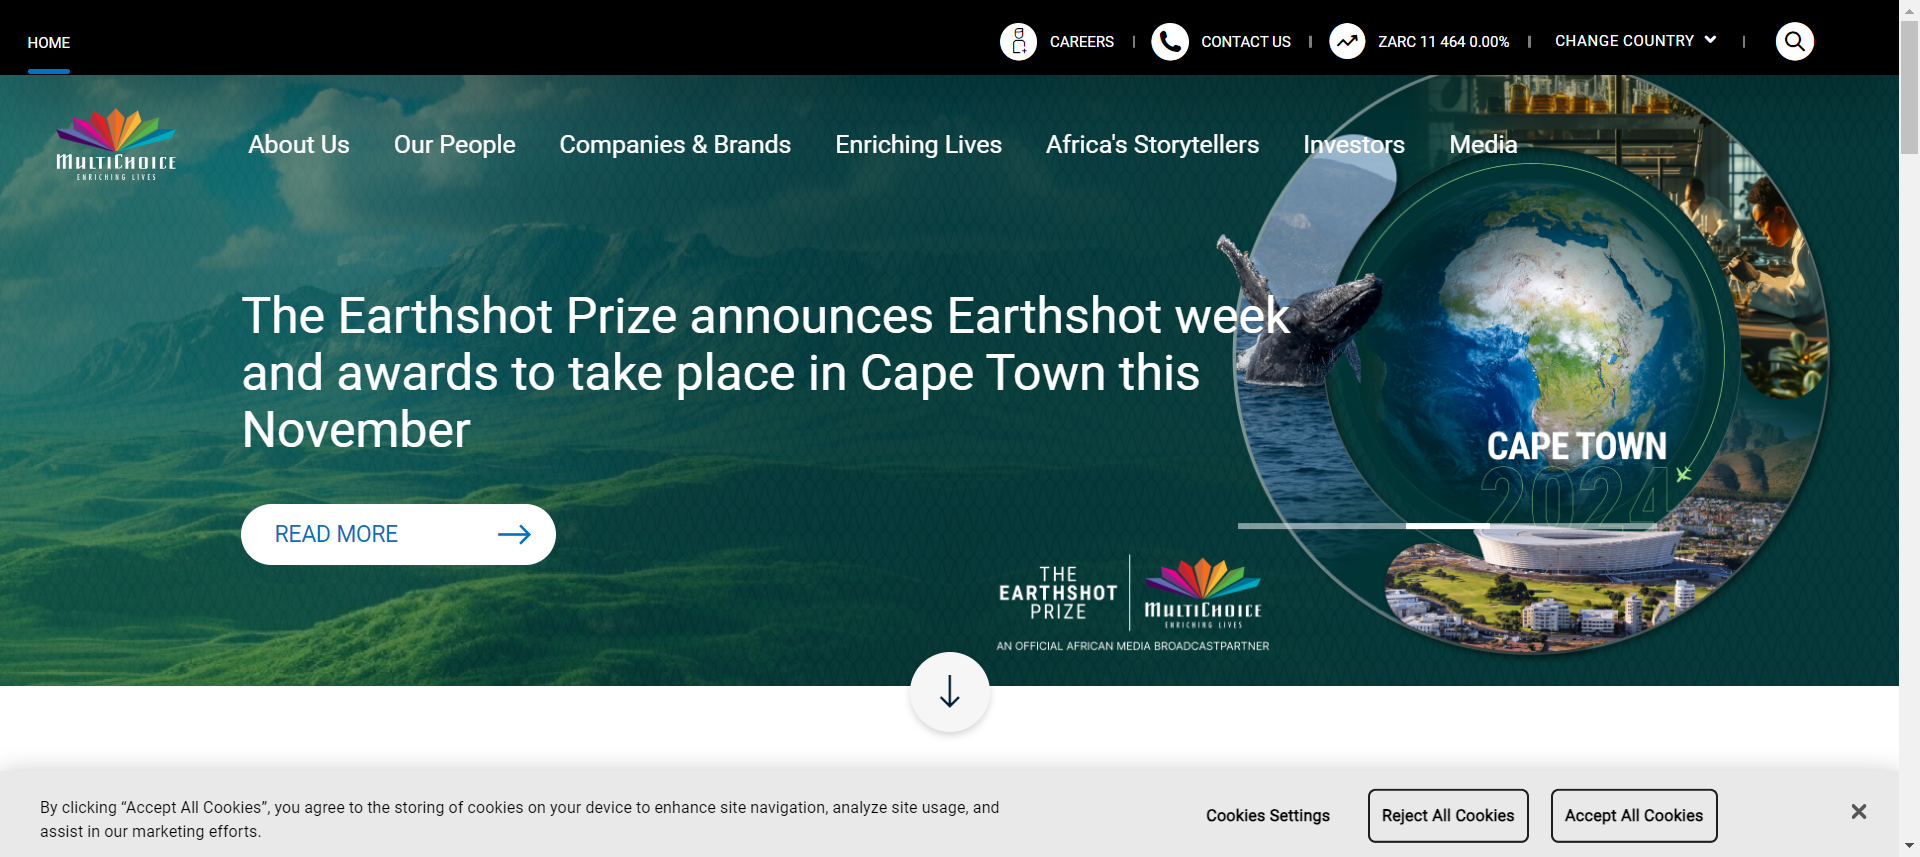 HOME
CAREERS | CONTACT US | ZARC 11 464 0.00% | CHANGE COUNTRY |
MULTICHOICE
ENRICHING LIVES
About Us Our People Companies & Brands Enriching Lives Africa's Storytellers Investors Media
The Earthshot Prize announces Earthshot week
and awards to take place in Cape Town this
November
READ MORE
CAPE TOWN
2024
THE
EARTHSHOT
PRIZE
MULTICHOICE
ENRICHING LIVES
AN OFFICIAL AFRICAN MEDIA BROADCASTPARTNER
By clicking “Accept All Cookies”, you agree to the storing of cookies on your device to enhance site navigation, analyze site usage, and
assist in our marketing efforts.
Cookies Settings
Reject All Cookies
Accept All Cookies